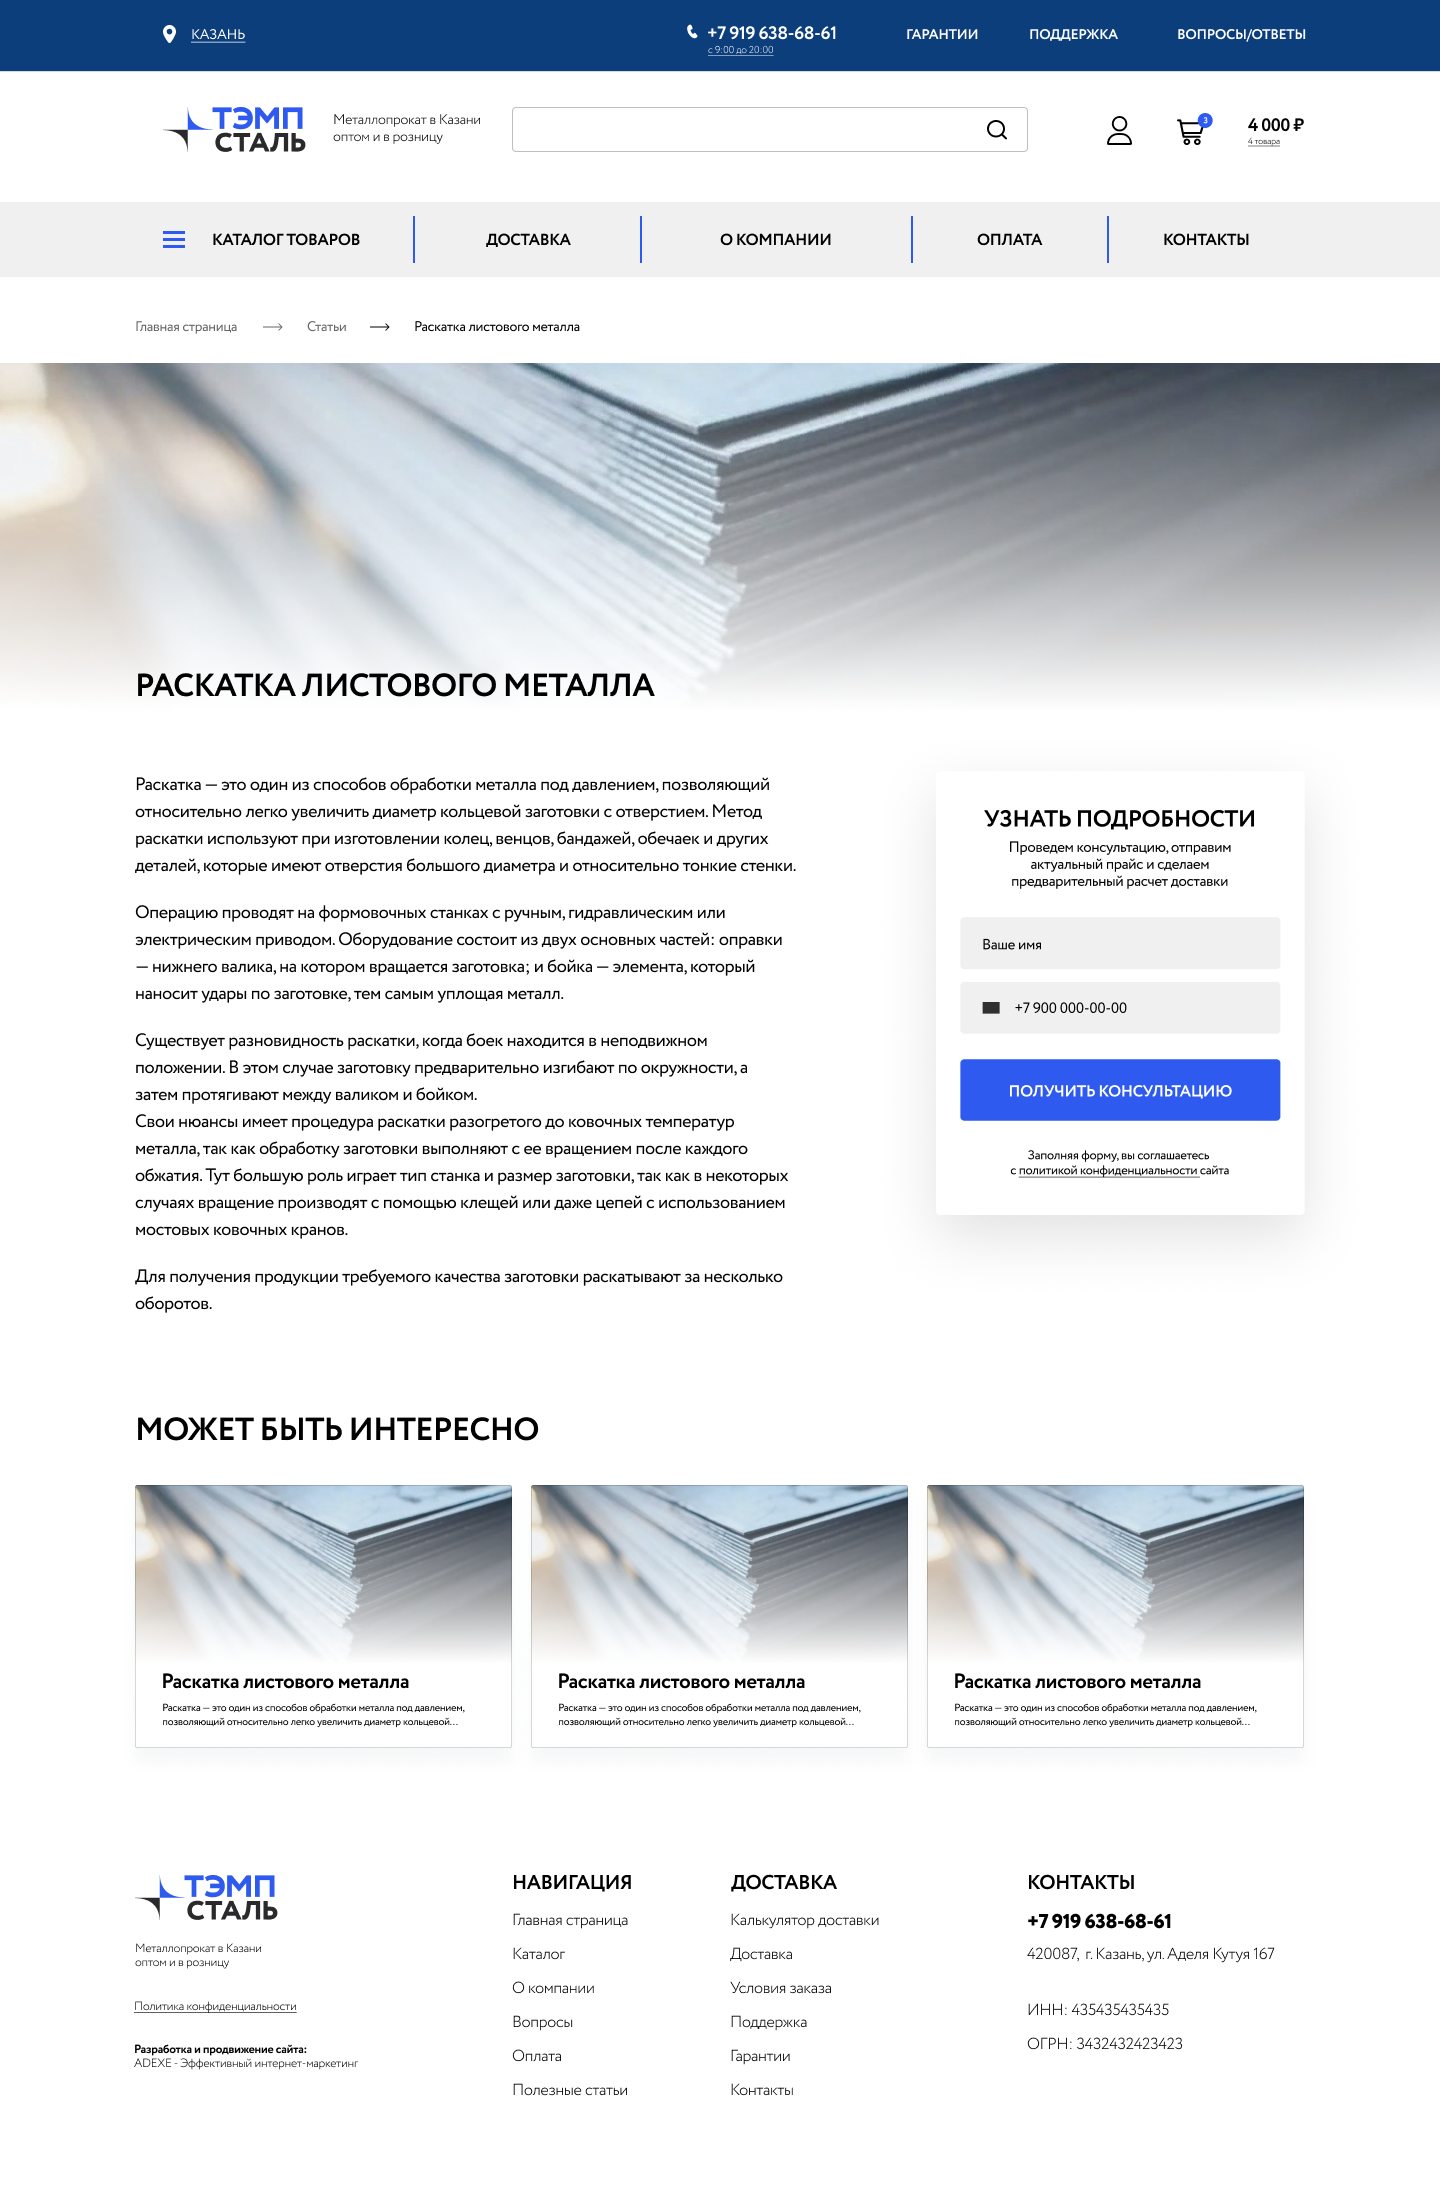 КАЗАНЬ
+7 919 638-68-61
с 9:00 до 20:00
ГАРАНТИИ
ПОДДЕРЖКА
ВОПРОСЫ/ОТВЕТЫ
ТЭМП
СТАЛЬ
Металлопрокат в Казани
оптом и в розницу
3
4 000 ₽
4 товара
КАТАЛОГ ТОВАРОВ
ДОСТАВКА
О КОМПАНИИ
ОПЛАТА
КОНТАКТЫ
Главная страница
Статьи
Раскатка листового металла
РАСКАТКА ЛИСТОВОГО МЕТАЛЛА
Раскатка — это один из способов обработки металла под давлением, позволяющий
относительно легко увеличить диаметр кольцевой заготовки с отверстием. Метод
раскатки используют при изготовлении колец, венцов, бандажей, обечаек и других
деталей, которые имеют отверстия большого диаметра и относительно тонкие стенки.
Операцию проводят на формовочных станках с ручным, гидравлическим или
электрическим приводом. Оборудование состоит из двух основных частей: оправки
— нижнего валика, на котором вращается заготовка; и бойка — элемента, который
наносит удары по заготовке, тем самым уплощая металл.
Существует разновидность раскатки, когда боек находится в неподвижном
положении. В этом случае заготовку предварительно изгибают по окружности, а
затем протягивают между валиком и бойком.
Свои нюансы имеет процедура раскатки разогретого до ковочных температур
металла, так как обработку заготовки выполняют с ее вращением после каждого
обжатия. Тут большую роль играет тип станка и размер заготовки, так как в некоторых
случаях вращение производят с помощью клещей или даже цепей с использованием
мостовых ковочных кранов.
Для получения продукции требуемого качества заготовки раскатывают за несколько
оборотов.
УЗНАТЬ ПОДРОБНОСТИ
Проведем консультацию, отправим
актуальный прайс и сделаем
предварительный расчет доставки
Ваше имя
+7 900 000-00-00
ПОЛУЧИТЬ КОНСУЛЬТАЦИЮ
Заполняя форму, вы соглашаетесь
с политикой конфиденциальности сайта
МОЖЕТ БЫТЬ ИНТЕРЕСНО
Раскатка листового металла
Раскатка — это один из способов обработки металла под давлением,
позволяющий относительно легко увеличить диаметр кольцевой...
Раскатка листового металла
Раскатка — это один из способов обработки металла под давлением,
позволяющий относительно легко увеличить диаметр кольцевой...
Раскатка листового металла
Раскатка — это один из способов обработки металла под давлением,
позволяющий относительно легко увеличить диаметр кольцевой...
ТЭМП
СТАЛЬ
Металлопрокат в Казани
оптом и в розницу
Политика конфиденциальности
Разработка и продвижение сайта:
ADEXE - Эффективный интернет-маркетинг
НАВИГАЦИЯ
Главная страница
Каталог
О компании
Вопросы
Оплата
Полезные статьи
ДОСТАВКА
Калькулятор доставки
Доставка
Условия заказа
Поддержка
Гарантии
Контакты
КОНТАКТЫ
+7 919 638-68-61
420087, г. Казань, ул. Аделя Кутуя 167
ИНН: 435435435435
ОГРН: 3432432423423